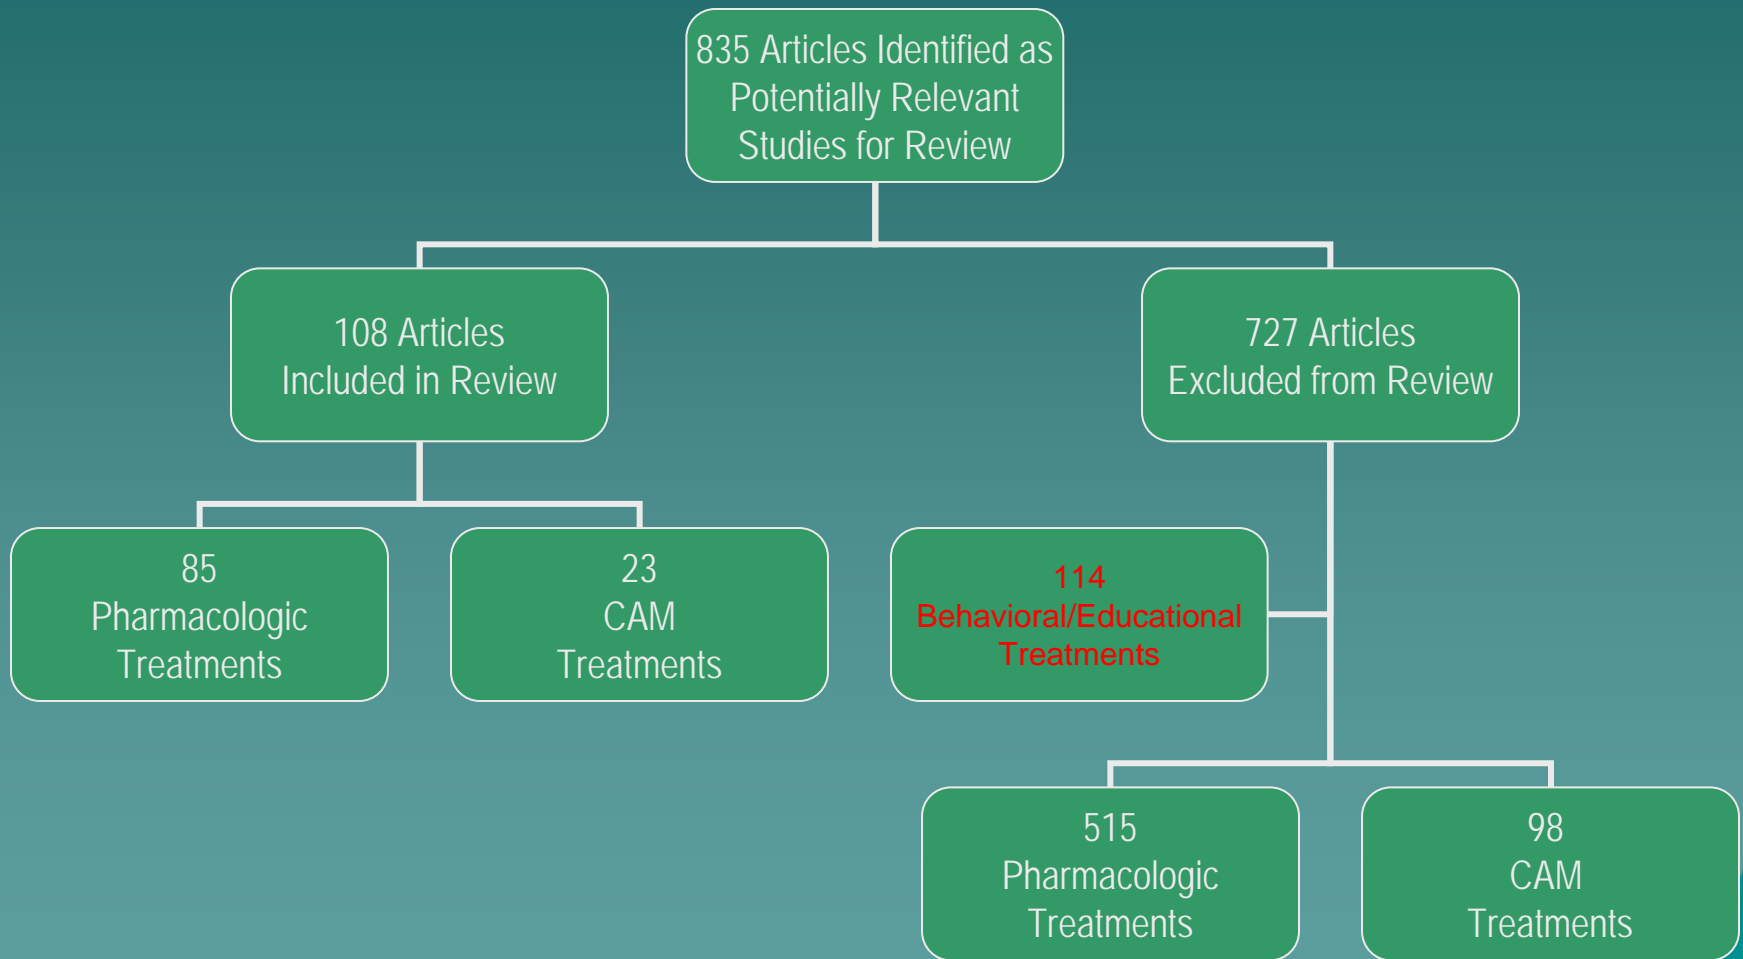 835 Articles Identified as
Potentially Relevant
Studies for Review
108 Articles
Included in Review
727 Articles
Excluded from Review
85
Pharmacologic
Treatments
23
CAM
Treatments
114
Behavioral/Educational
Treatments
515
Pharmacologic
Treatments
98
CAM
Treatments